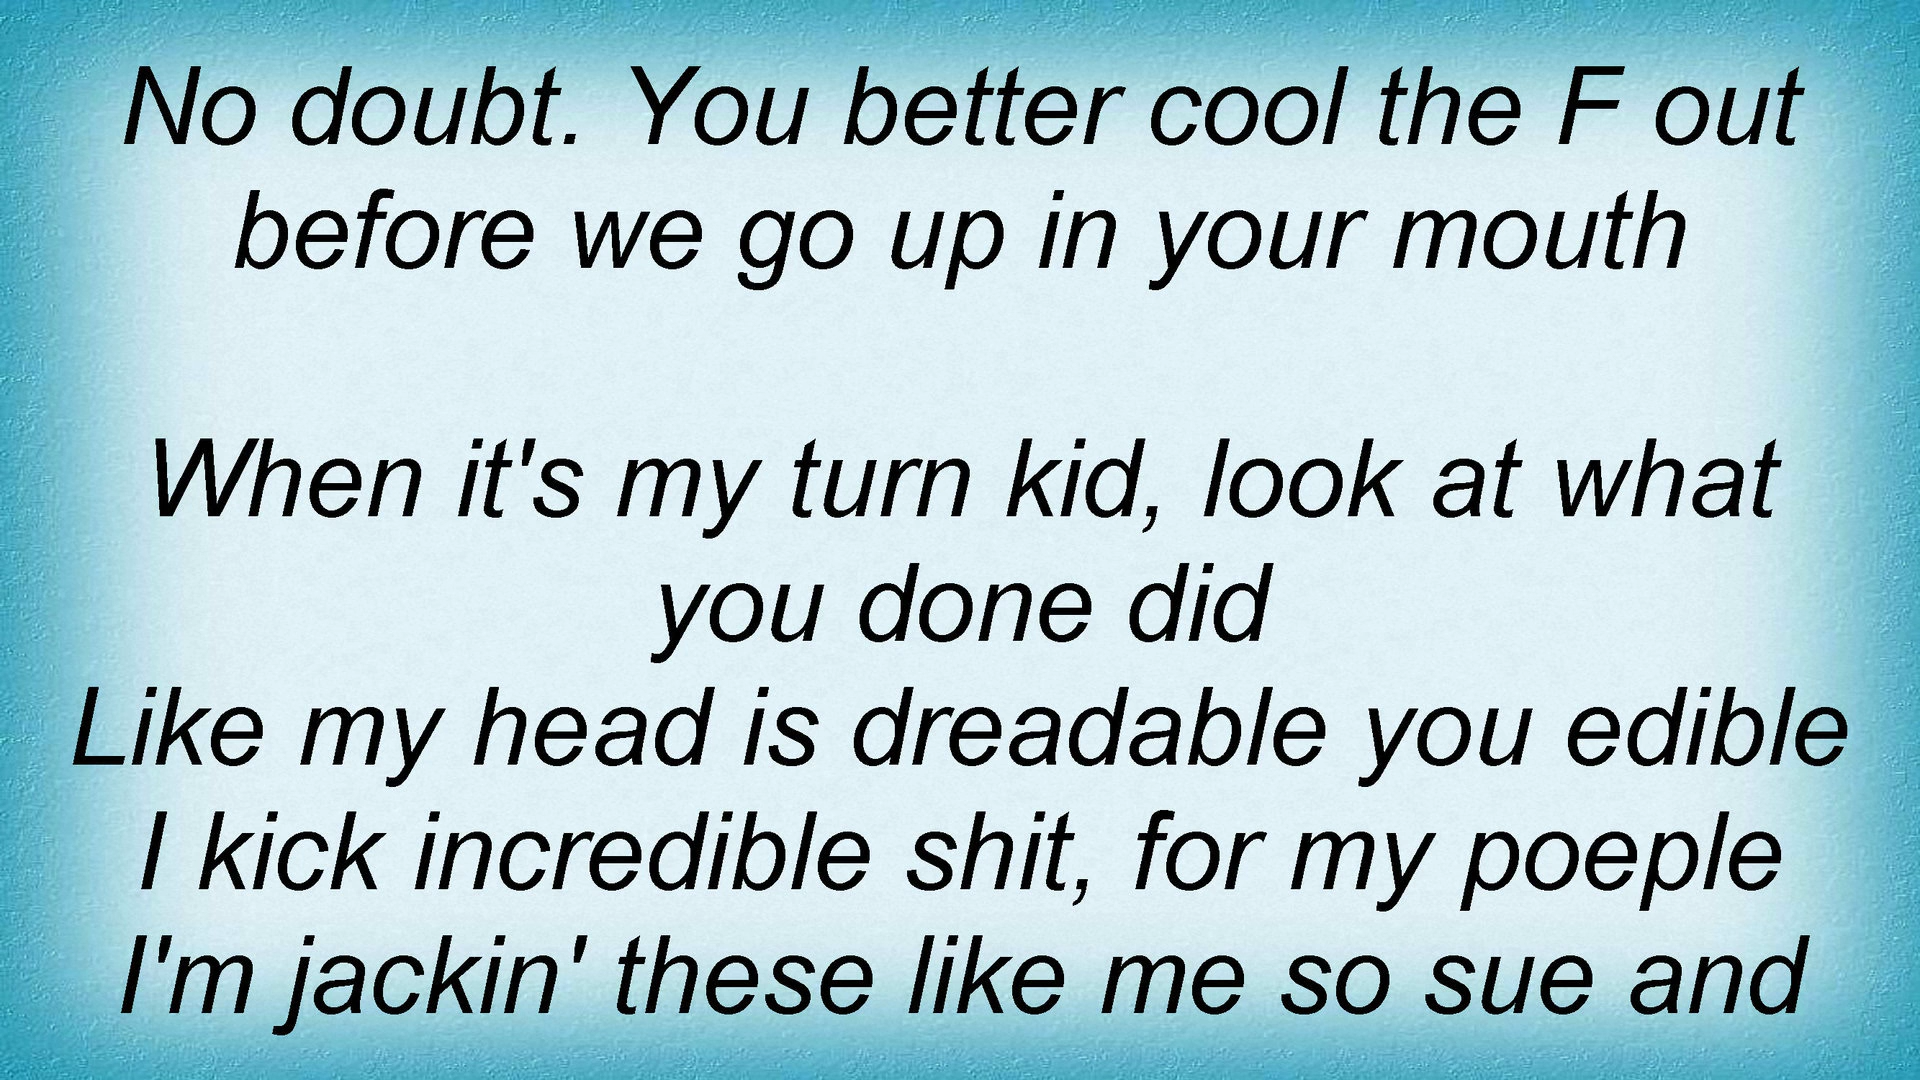 No doubt. You better cool the F out
before we go up in your mouth
When it's my turn kid, look at what
you done did
Like my head is dreadable you edible
I kick incredible shit, for my poeple
I'm jackin' these like me so sue and